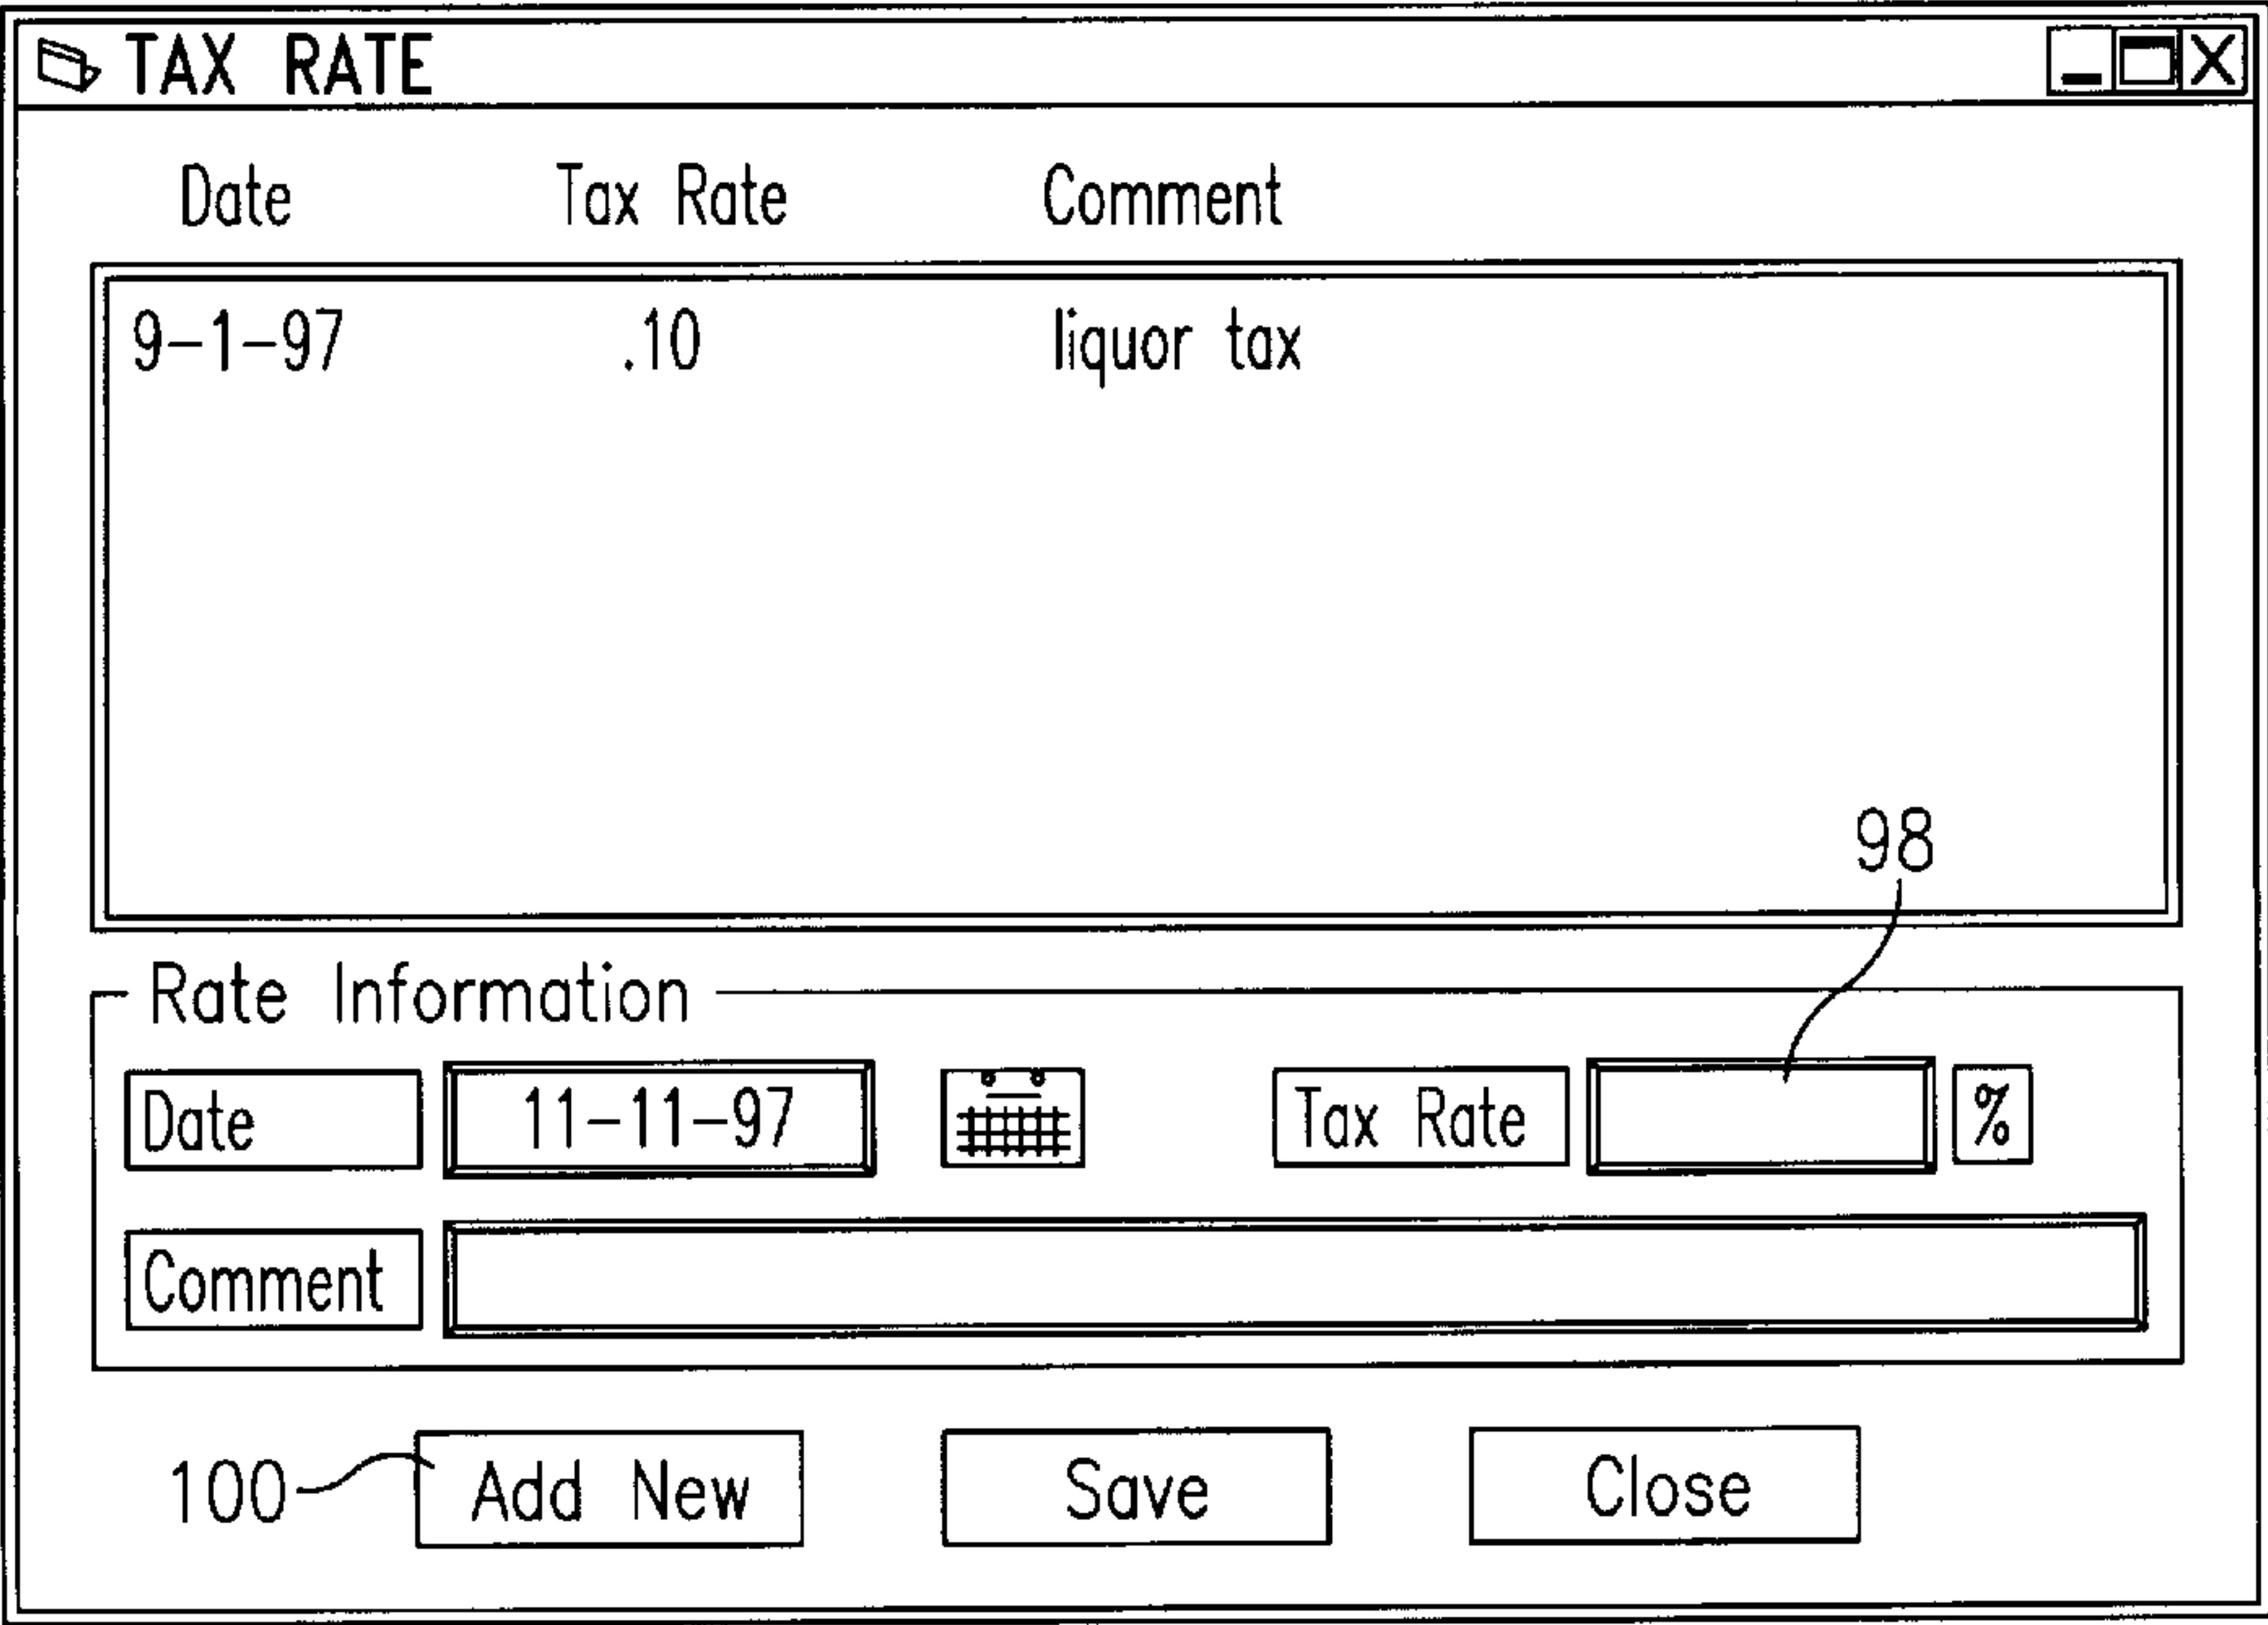 TAX RATE
Date Tax Rate Comment
9-1-97 .10 liquor tax
98
Rate Information
Date 11-11-97 Tax Rate %
Comment
100 Add New Save Close